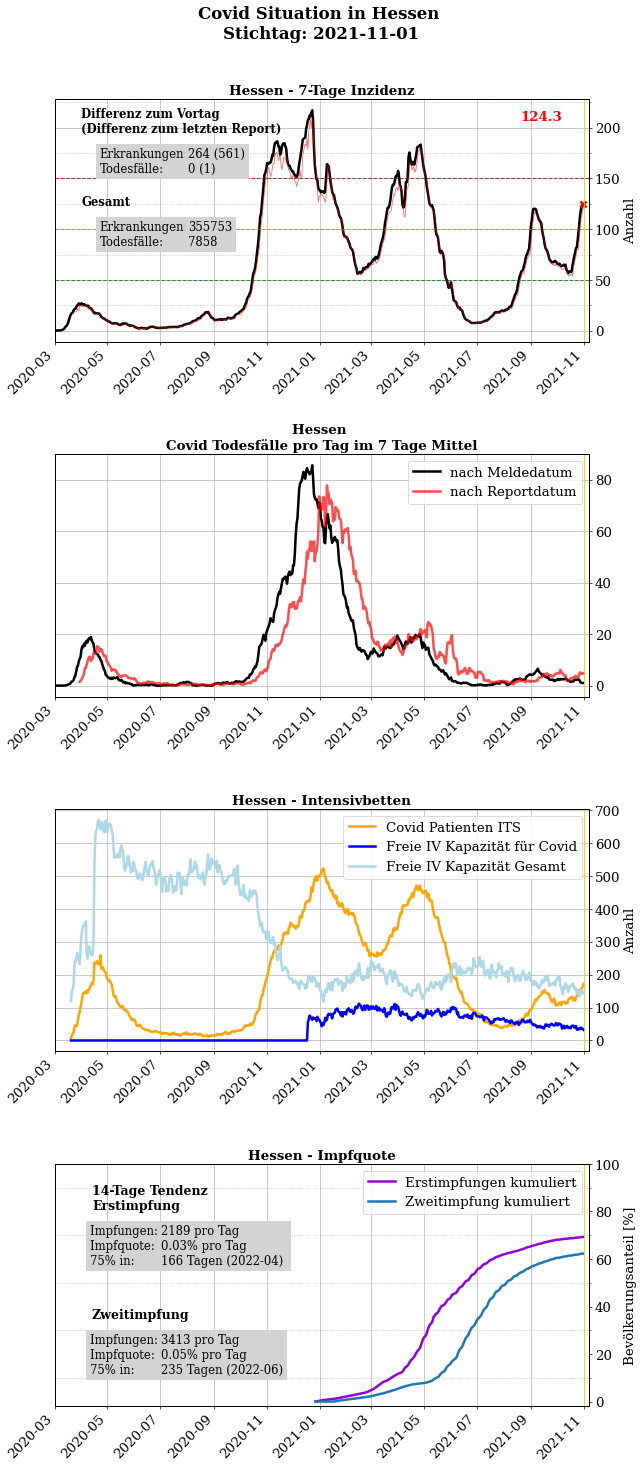 Covid Situation in Hessen
Stichtag: 2021-11-01
Hessen - 7-Tage Inzidenz
Differenz zum Vortag
(Differenz zum letzten Report)
Erkrankungen 264 (561)
Todesfälle: 0 (1)
Gesamt
Erkrankungen 355753
Todesfälle: 7858
124.3
200
150
100
50
0
Anzahl
2020-03
2020-05
2020-07
2020-09
2020-11
2021-01
2021-03
2021-05
2021-07
2021-09
2021-11
Hessen
Covid Todesfälle pro Tag im 7 Tage Mittel
nach Meldedatum
nach Reportdatum
80
60
40
20
0
2020-03
2020-05
2020-07
2020-09
2020-11
2021-01
2021-03
2021-05
2021-07
2021-09
2021-11
Hessen - Intensivbetten
Covid Patienten ITS
Freie IV Kapazität für Covid
Freie IV Kapazität Gesamt
700
600
500
400
300
200
100
0
Anzahl
2020-03
2020-05
2020-07
2020-09
2020-11
2021-01
2021-03
2021-05
2021-07
2021-09
2021-11
Hessen - Impfquote
14-Tage Tendenz
Erstimpfung
Impfungen: 2189 pro Tag
Impfquote: 0.03% pro Tag
75% in: 166 Tagen (2022-04)
Zweitimpfung
Impfungen: 3413 pro Tag
Impfquote: 0.05% pro Tag
75% in: 235 Tagen (2022-06)
Erstimpfungen kumuliert
Zweitimpfung kumuliert
100
80
60
40
20
0
Bevölkerungsanteil [%]
2020-03
2020-05
2020-07
2020-09
2020-11
2021-01
2021-03
2021-05
2021-07
2021-09
2021-11